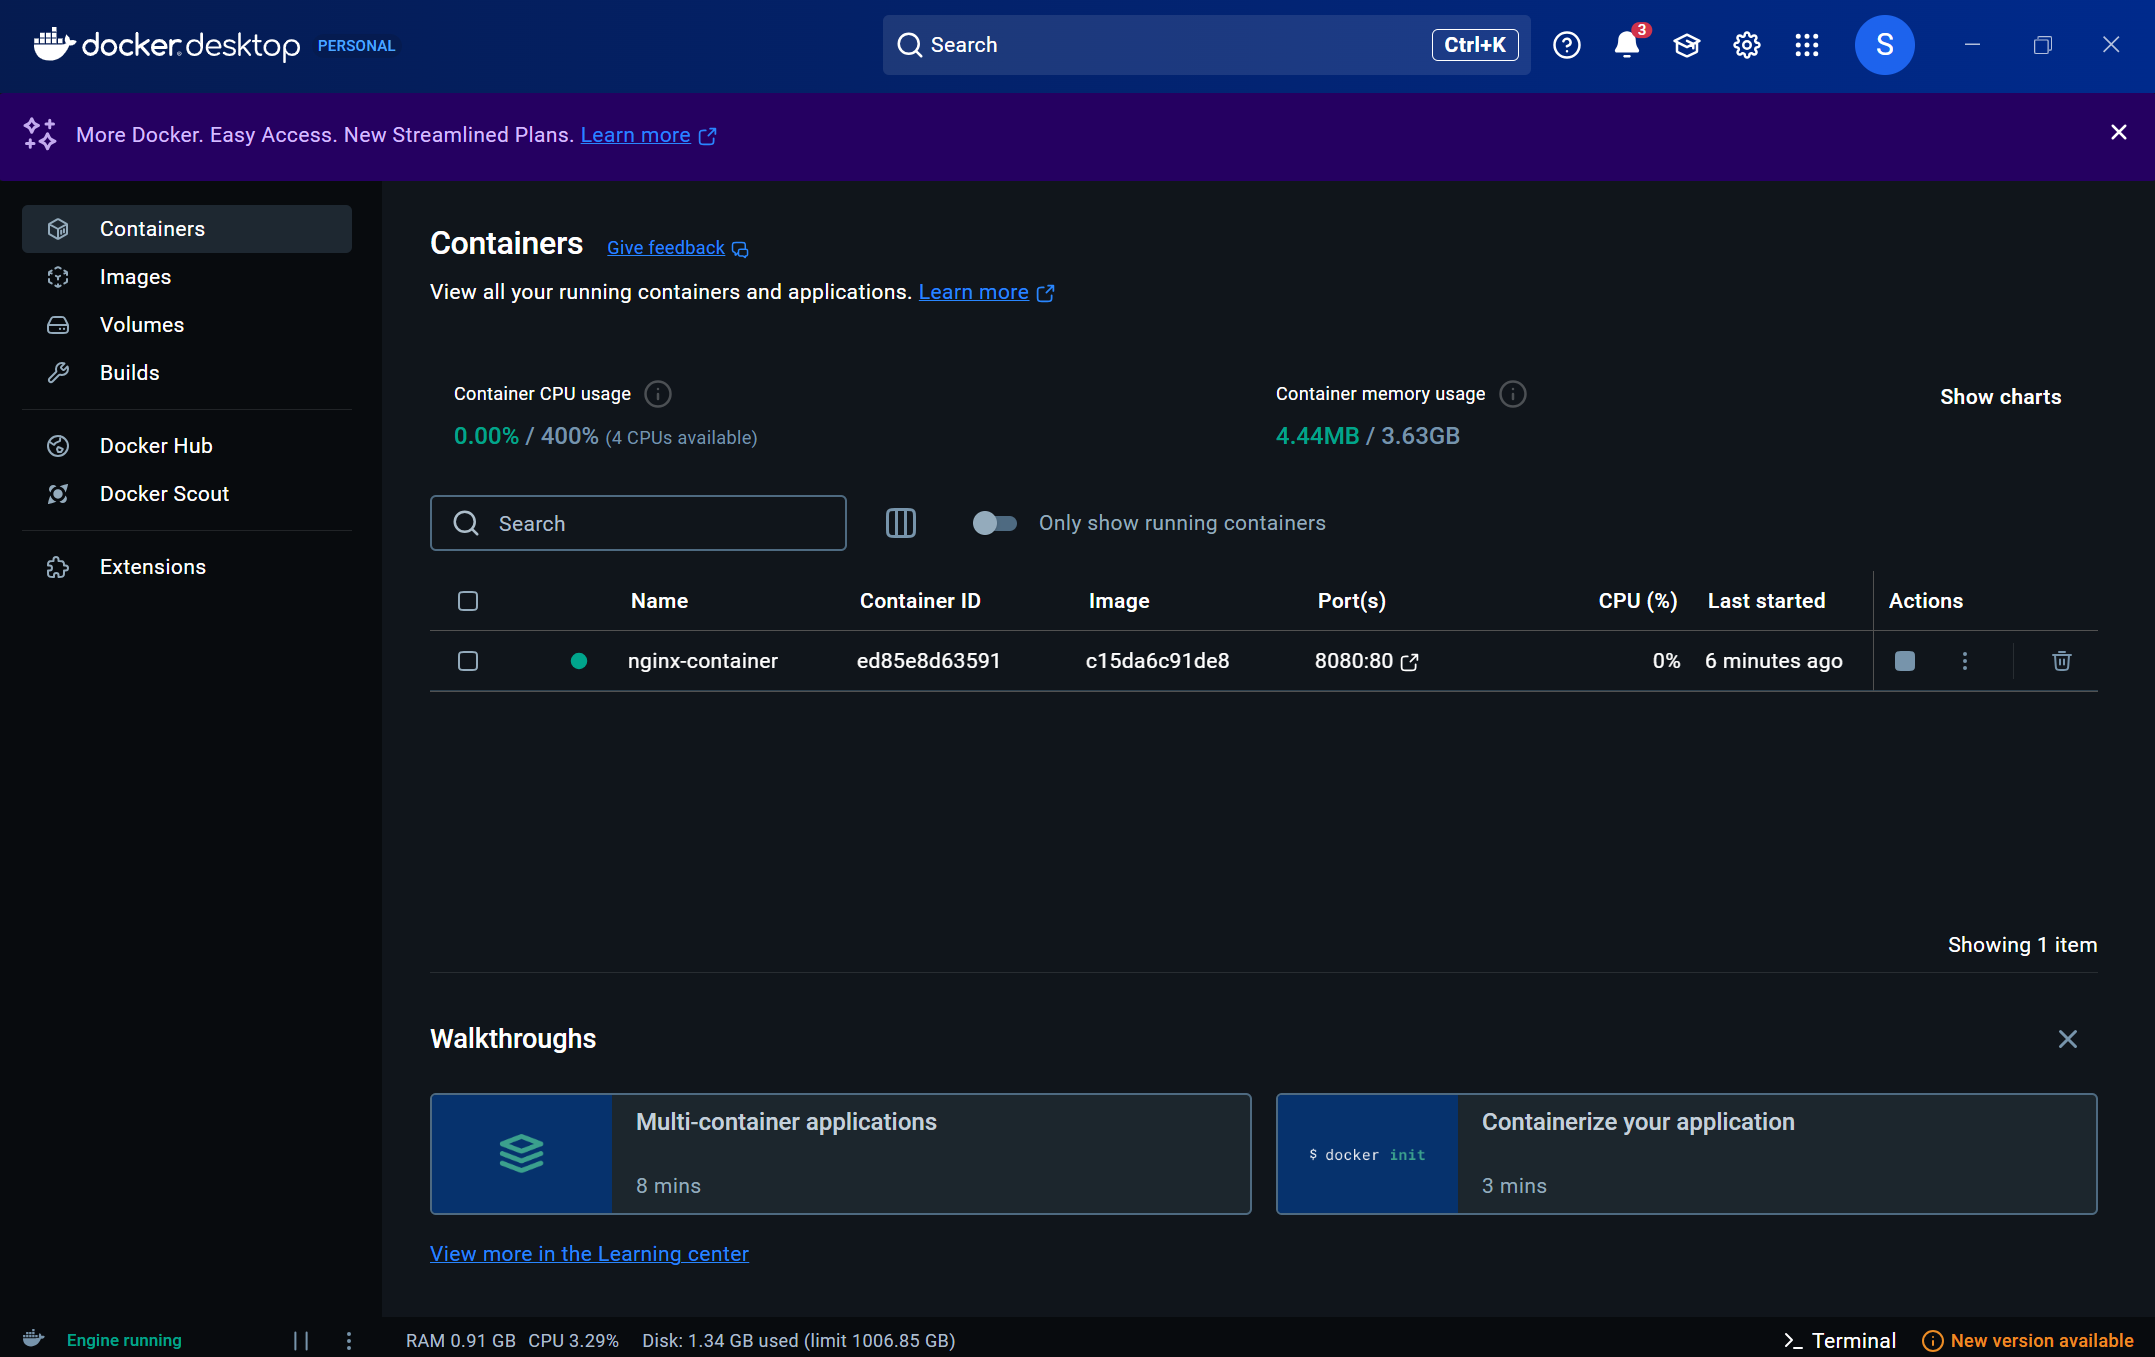 docker.desktop PERSONAL
Search
Ctrl+K
3
S
More Docker. Easy Access. New Streamlined Plans. Learn more
Containers
Images
Volumes
Builds
Docker Hub
Docker Scout
Extensions
Containers Give feedback
View all your running containers and applications. Learn more
Container CPU usage
0.00% / 400% (4 CPUs available)
Container memory usage
4.44MB / 3.63GB
Show charts
Search
Only show running containers
Name Container ID Image Port(s) CPU (%) Last started Actions
nginx-container ed85e8d63591 c15da6c91de8 8080:80 0% 6 minutes ago
Showing 1 item
Walkthroughs
Multi-container applications
8 mins
$ docker init
Containerize your application
3 mins
View more in the Learning center
Engine running
RAM 0.91 GB CPU 3.29% Disk: 1.34 GB used (limit 1006.85 GB)
>_ Terminal
New version available